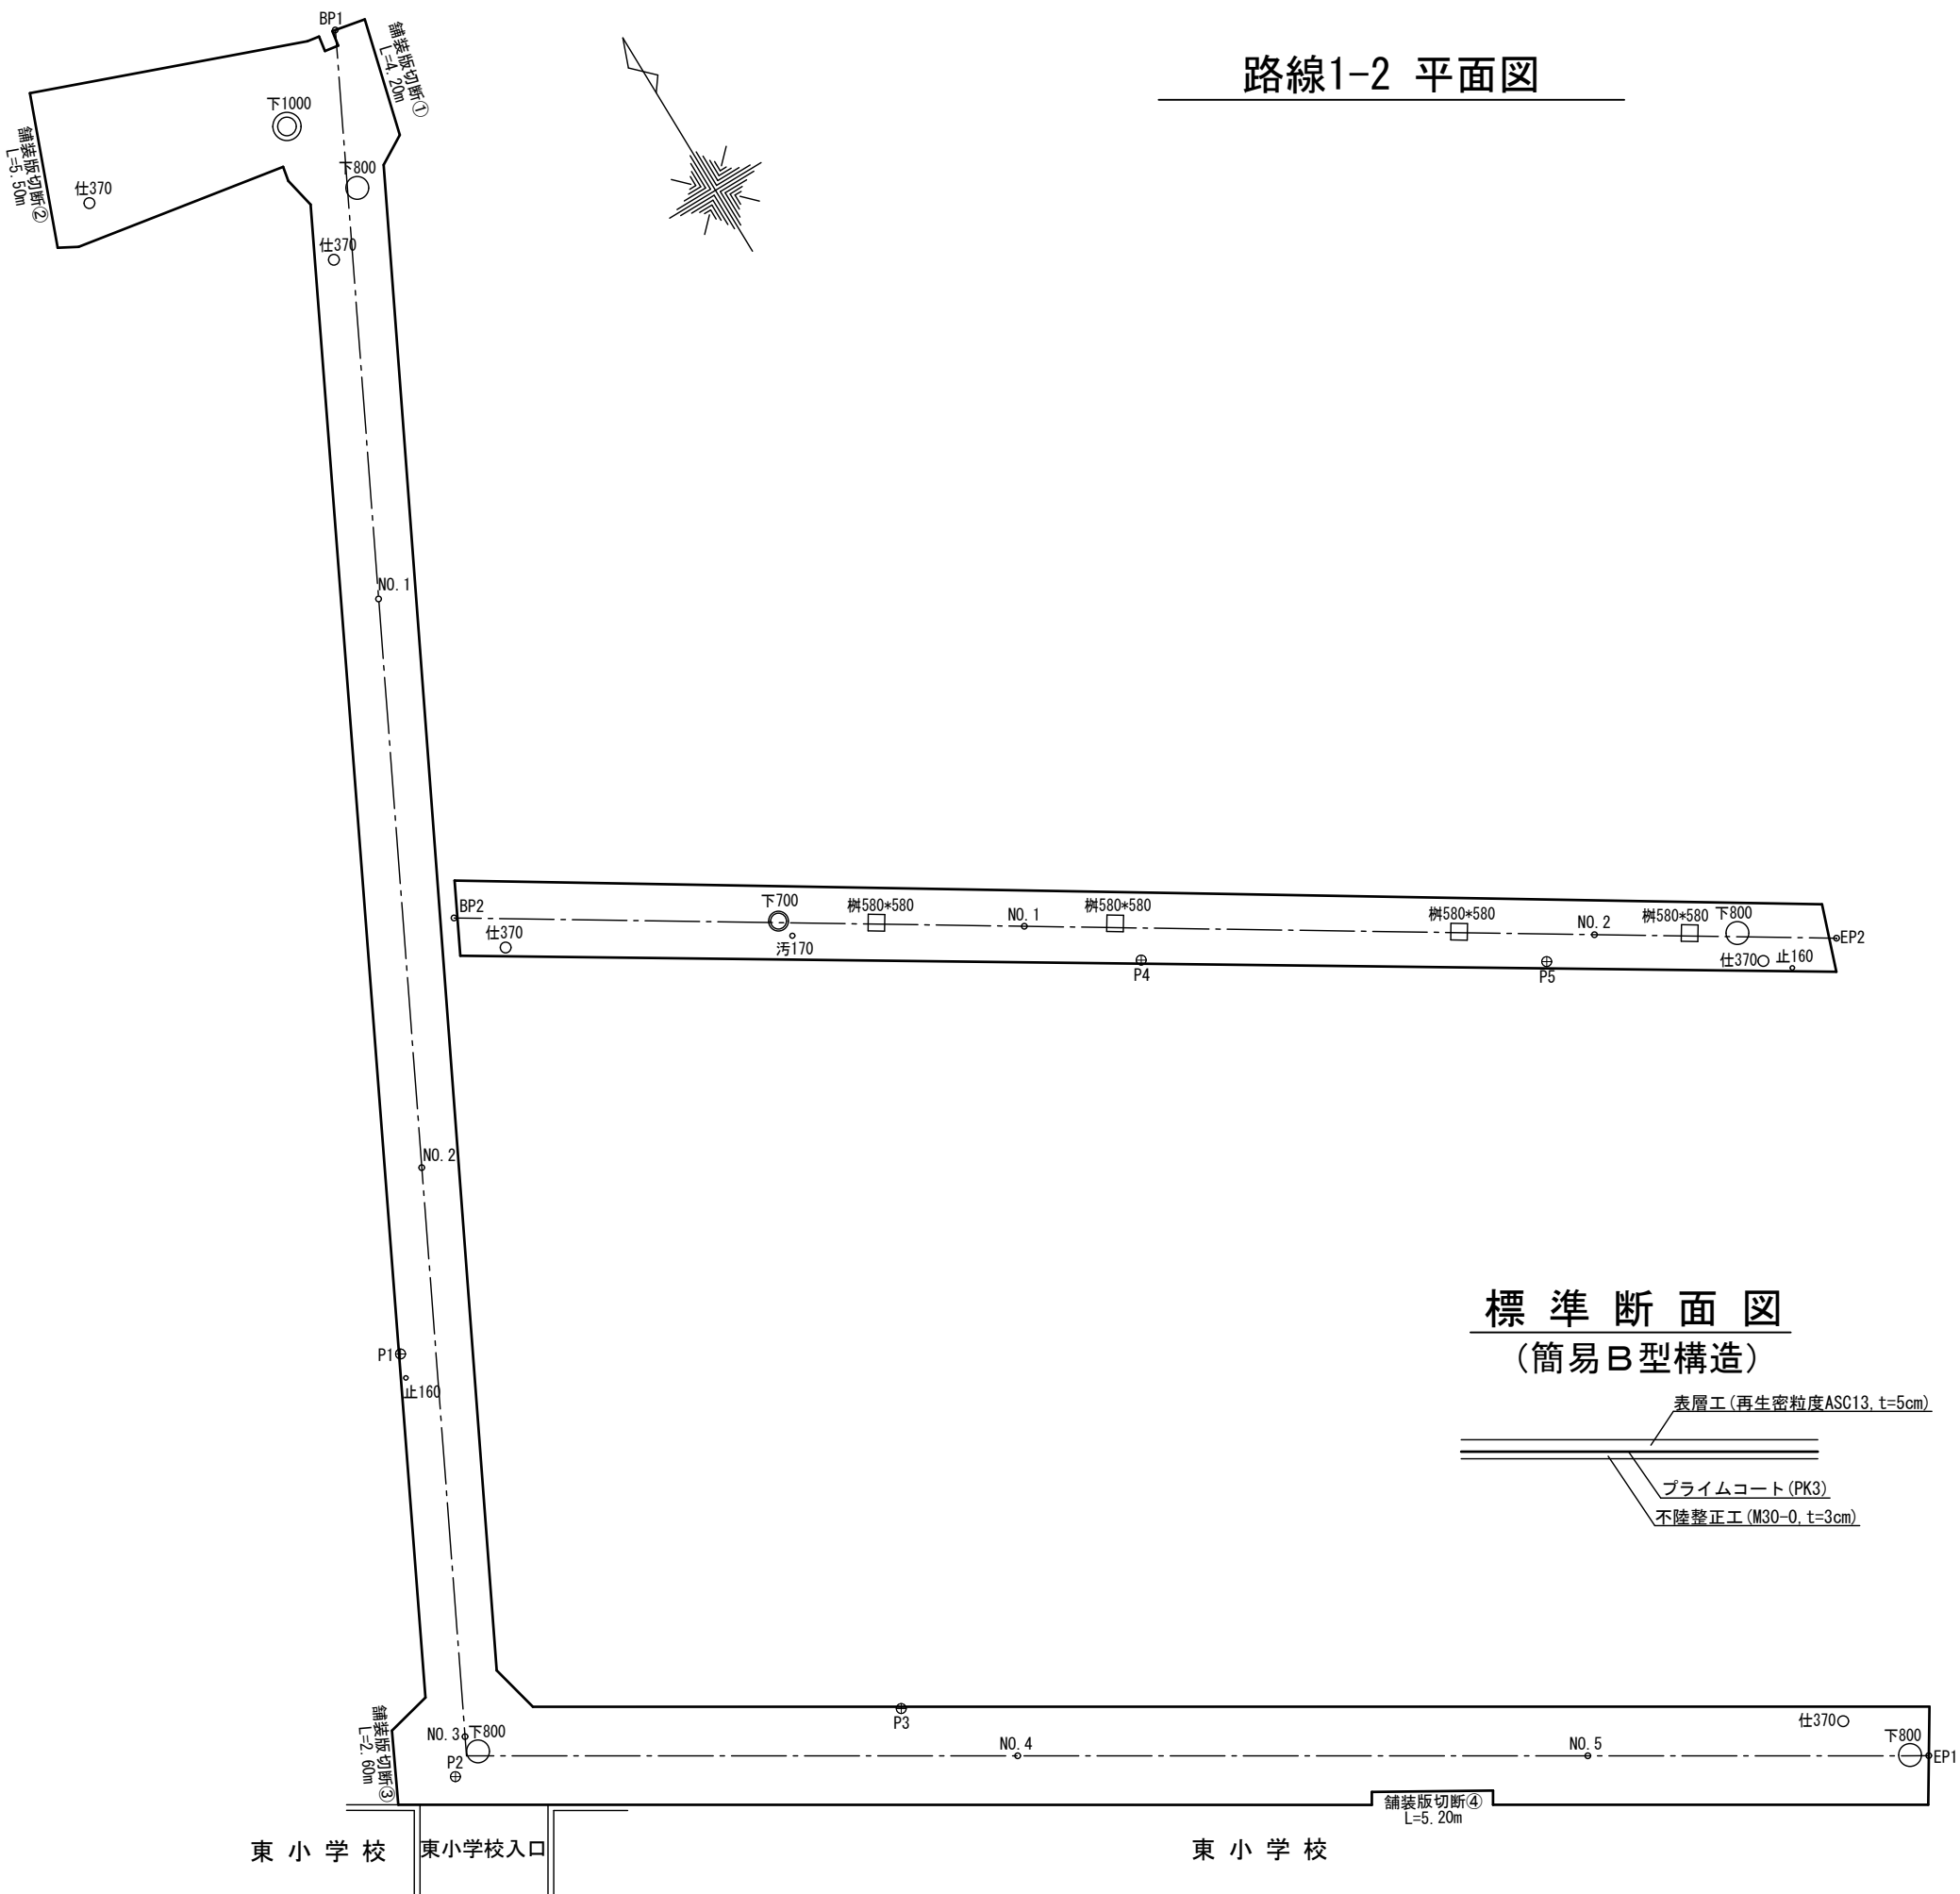 路線1-2 平面図
BP1
舗装版切断①
L=4.20m
下1000
下800
舗装版切断②
L=5.50m
仕370
仕370
NO.1
BP2
仕370
下700
汚170
桝580*580
NO.1
桝580*580
P4
桝580*580
P5
NO.2
桝580*580
下800
仕370
止160
EP2
NO.2
P1
止160
標準断面図
(簡易B型構造)
表層工(再生密粒度ASC13,t=5cm)
プライムコート(PK3)
不陸整正工(M30-0,t=3cm)
舗装版切断③
L=2.60m
NO.3
下800
P2
P3
NO.4
NO.5
仕370
下800
EP1
舗装版切断④
L=5.20m
東小学校
東小学校入口
東小学校